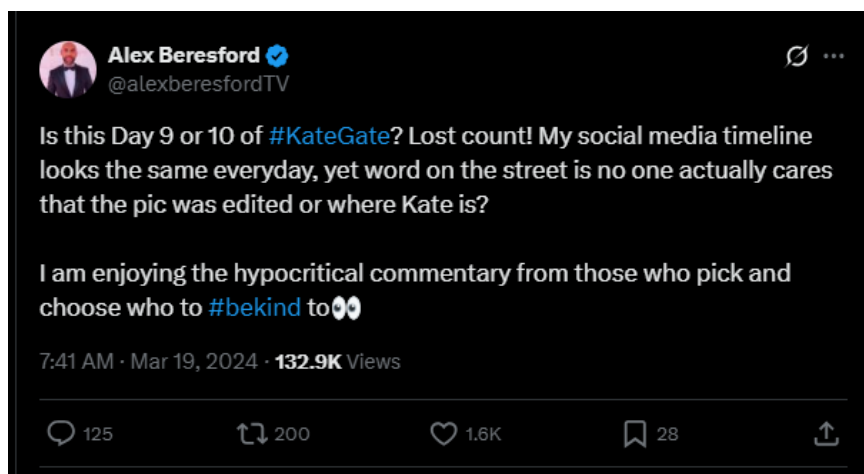 Alex Beresford
@alexberesfordTV
Is this Day 9 or 10 of #KateGate? Lost count! My social media timeline
looks the same everyday, yet word on the street is no one actually cares
that the pic was edited or where Kate is?
I am enjoying the hypocritical commentary from those who pick and
choose who to #bekind to👀
7:41 AM · Mar 19, 2024 · 132.9K Views
125 200 1.6K 28